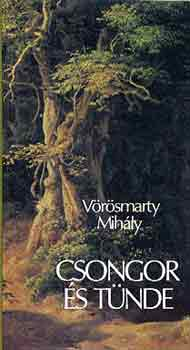 Vörösmarty
Mihály
CSONGOR
ÉS TÜNDE